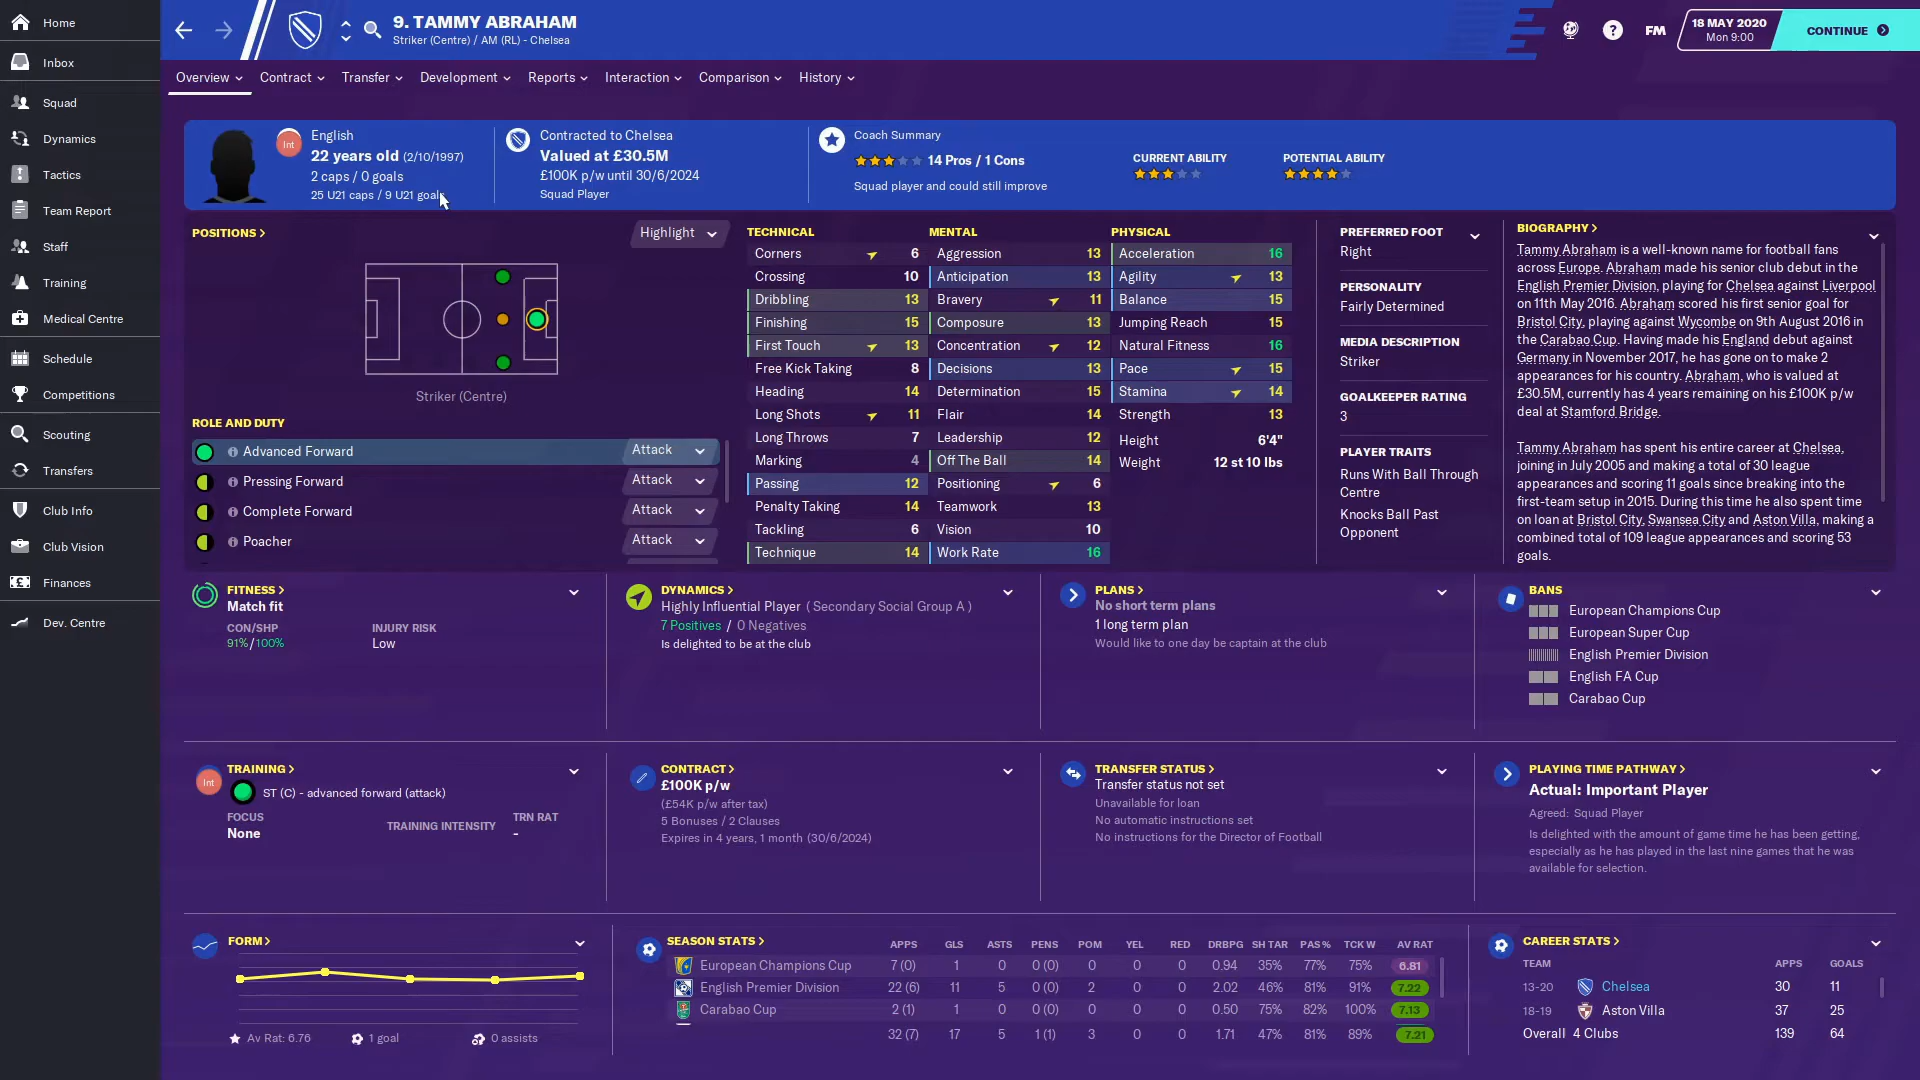 Home
Inbox
Squad
Dynamics
Tactics
Team Report
Staff
Training
Medical Centre
Schedule
Competitions
Scouting
Transfers
Club Info
Club Vision
Finances
Dev. Centre
9. TAMMY ABRAHAM
Striker (Centre) / AM (RL) - Chelsea
?
FM
18 MAY 2020
Mon 9:00
CONTINUE
Overview
Contract
Transfer
Development
Reports
Interaction
Comparison
History
Int
English
22 years old (2/10/1997)
2 caps / 0 goals
25 U21 caps / 9 U21 goals
Contracted to Chelsea
Valued at £30.5M
£100K p/w until 30/6/2024
Squad Player
Coach Summary
14 Pros / 1 Cons
Squad player and could still improve
CURRENT ABILITY
POTENTIAL ABILITY
POSITIONS >
Highlight
Striker (Centre)
ROLE AND DUTY
Advanced Forward Attack
Pressing Forward Attack
Complete Forward Attack
Poacher Attack
TECHNICAL
Corners 6
Crossing 10
Dribbling 13
Finishing 15
First Touch 13
Free Kick Taking 8
Heading 14
Long Shots 11
Long Throws 7
Marking 4
Passing 12
Penalty Taking 14
Tackling 6
Technique 14
MENTAL
Aggression 13
Anticipation 13
Bravery 11
Composure 13
Concentration 12
Decisions 13
Determination 15
Flair 14
Leadership 12
Off The Ball 14
Positioning 6
Teamwork 13
Vision 10
Work Rate 16
PHYSICAL
Acceleration 16
Agility 13
Balance 15
Jumping Reach 15
Natural Fitness 16
Pace 15
Stamina 14
Strength 13
Height 6'4"
Weight 12 st 10 lbs
PREFERRED FOOT
Right
PERSONALITY
Fairly Determined
MEDIA DESCRIPTION
Striker
GOALKEEPER RATING
3
PLAYER TRAITS
Runs With Ball Through
Centre
Knocks Ball Past
Opponent
BIOGRAPHY >
Tammy Abraham is a well-known name for football fans
across Europe. Abraham made his senior club debut in the
English Premier Division, playing for Chelsea against Liverpool
on 11th May 2016. Abraham scored his first senior goal for
Bristol City, playing against Wycombe on 9th August 2016 in
the Carabao Cup. Having made his England debut against
Germany in November 2017, he has gone on to make 2
appearances for his country. Abraham, who is valued at
£30.5M, currently has 4 years remaining on his £100K p/w
deal at Stamford Bridge.
Tammy Abraham has spent his entire career at Chelsea,
joining in July 2005 and making a total of 30 league
appearances and scoring 11 goals since breaking into the
first-team setup in 2015. During this time he also spent time
on loan at Bristol City, Swansea City and Aston Villa, making a
combined total of 109 league appearances and scoring 53
goals.
FITNESS >
Match fit
CON/SHP
91%/100%
INJURY RISK
Low
DYNAMICS >
Highly Influential Player ( Secondary Social Group A )
7 Positives / 0 Negatives
Is delighted to be at the club
PLANS >
No short term plans
1 long term plan
Would like to one day be captain at the club
BANS
European Champions Cup
European Super Cup
English Premier Division
English FA Cup
Carabao Cup
Int
TRAINING >
ST (C) - advanced forward (attack)
FOCUS
None
TRAINING INTENSITY
TRN RAT
-
CONTRACT >
£100K p/w
(£54K p/w after tax)
5 Bonuses / 2 Clauses
Expires in 4 years, 1 month (30/6/2024)
TRANSFER STATUS >
Transfer status not set
Unavailable for loan
No automatic instructions set
No instructions for the Director of Football
PLAYING TIME PATHWAY >
Actual: Important Player
Agreed: Squad Player
Is delighted with the amount of game time he has been getting,
especially as he has played in the last nine games that he was
available for selection.
FORM >
Av Rat: 6.76
1 goal
0 assists
SEASON STATS > APPS GLS ASTS PENS POM YEL RED DRBPG SH TAR PAS % TCK W AV RAT
European Champions Cup 7 (0) 1 0 0 (0) 0 0 0 0.94 35% 77% 75% 6.81
English Premier Division 22 (6) 11 5 0 (0) 2 0 0 2.02 46% 81% 91% 7.22
Carabao Cup 2 (1) 1 0 0 (0) 0 0 0 0.50 75% 82% 100% 7.13
32 (7) 17 5 1 (1) 3 0 0 1.71 47% 81% 89% 7.21
CAREER STATS >
TEAM APPS GOALS
13-20 Chelsea 30 11
18-19 Aston Villa 37 25
Overall 4 Clubs 139 64